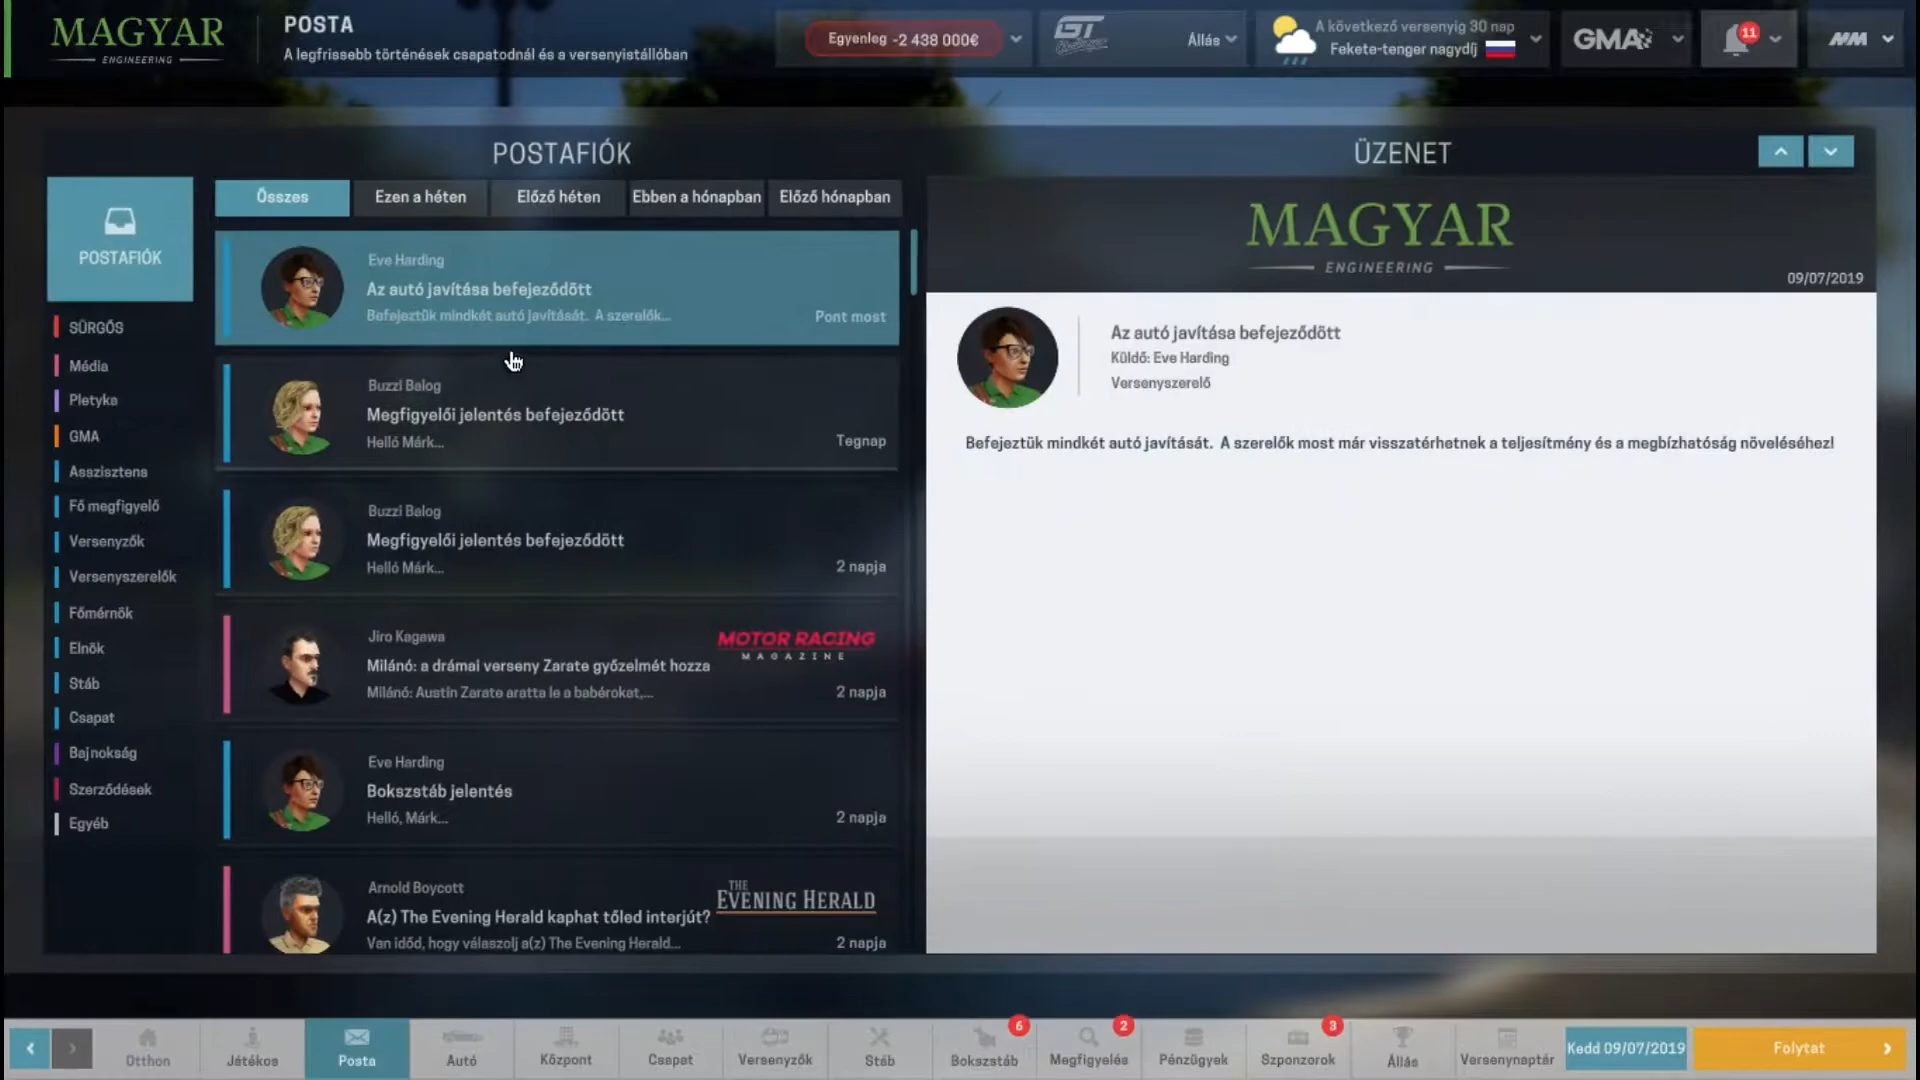 MAGYAR
ENGINEERING
POSTA
A legfrissebb történések csapatodnál és a versenyistállóban
Egyenleg -2 438 000€
GT
Állás
A következő versenyig 30 nap
Fekete-tenger nagydíj
GMA
11
MM
POSTAFIÓK
ÜZENET
POSTAFIÓK
SÜRGŐS
Média
Pletyka
GMA
Asszisztens
Fő megfigyelő
Versenyzők
Versenyszerelők
Főmérnök
Elnök
Stáb
Csapat
Bajnokság
Szerződések
Egyéb
Összes
Ezen a héten
Előző héten
Ebben a hónapban
Előző hónapban
Eve Harding
Az autó javítása befejeződött
Befejeztük mindkét autó javítását. A szerelők...
Pont most
Buzzi Balog
Megfigyelői jelentés befejeződött
Helló Márk...
Tegnap
Buzzi Balog
Megfigyelői jelentés befejeződött
Helló Márk...
2 napja
Jiro Kagawa
MOTOR RACING
MAGAZINE
Milánó: a drámai verseny Zarate győzelmét hozza
Milánó: Austin Zarate aratta le a babérokat,...
2 napja
Eve Harding
Bokszstáb jelentés
Helló, Márk...
2 napja
Arnold Boycott
THE
EVENING HERALD
A(z) The Evening Herald kaphat tőled interjút?
Van időd, hogy válaszolj a(z) The Evening Herald...
2 napja
MAGYAR
ENGINEERING
09/07/2019
Az autó javítása befejeződött
Küldő: Eve Harding
Versenyszerelő
Befejeztük mindkét autó javítását. A szerelők most már visszatérhetnek a teljesítmény és a megbízhatóság növeléséhez!
Otthon
Játékos
Posta
Autó
Központ
Csapat
Versenyzők
Stáb
6
Bokszstáb
2
Megfigyelés
Pénzügyek
3
Szponzorok
Állás
Versenynaptár
Kedd 09/07/2019
Folytat